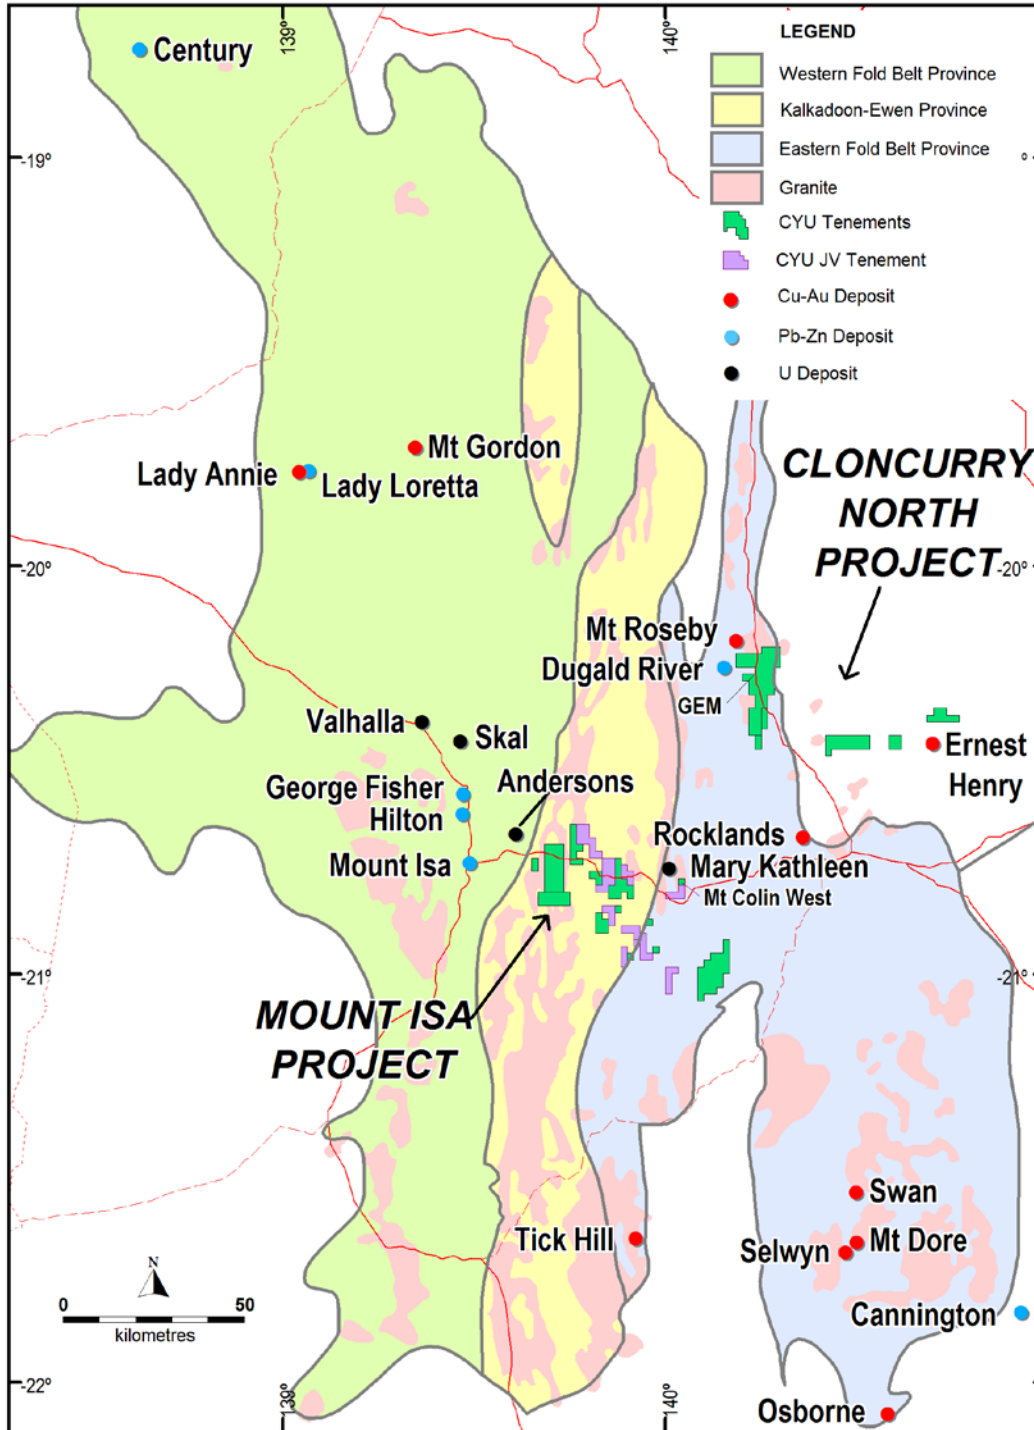 139°
140°
LEGEND
Western Fold Belt Province
Kalkadoon-Ewen Province
Eastern Fold Belt Province
Granite
CYU Tenements
CYU JV Tenement
Cu-Au Deposit
Pb-Zn Deposit
U Deposit
Century
-19°
°
Mt Gordon
Lady Annie
Lady Loretta
CLONCURRY
NORTH
PROJECT
-20°
-20°
Mt Roseby
Dugald River
GEM
Valhalla
Skal
Ernest
Henry
George Fisher
Andersons
Hilton
Rocklands
Mount Isa
Mary Kathleen
Mt Colin West
-21°
-21°
MOUNT ISA
PROJECT
Swan
Tick Hill
Mt Dore
Selwyn
N
0
50
kilometres
Cannington
-22°
139°
140°
Osborne